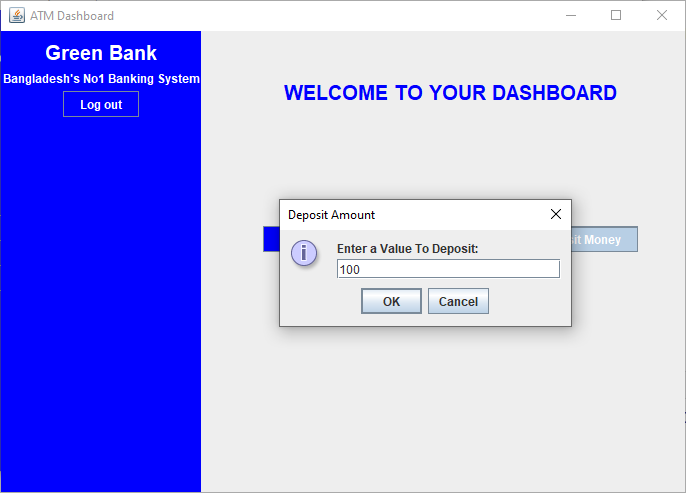 ATM Dashboard
Green Bank
Bangladesh's No1 Banking System
Log out
WELCOME TO YOUR DASHBOARD
Deposit Amount
Enter a Value To Deposit:
100
OK
Cancel
Money